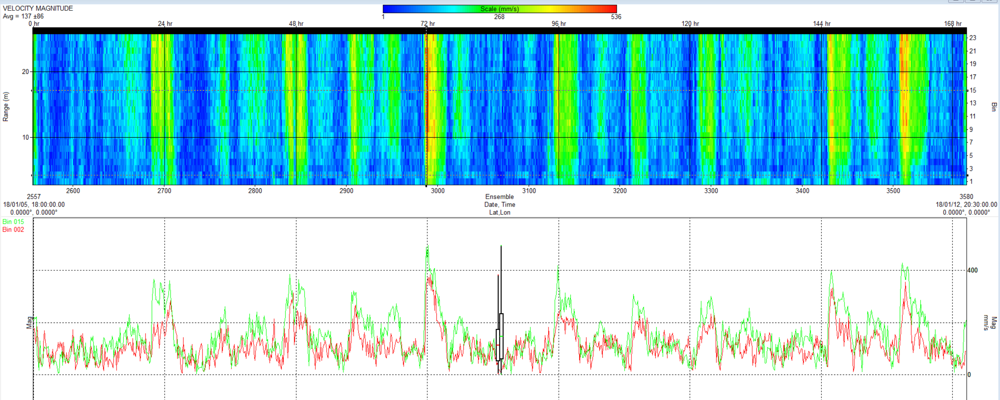 VELOCITY MAGNITUDE
Avg = 137 ±86
Scale (mm/s)
1 268 536
0 hr 24 hr 48 hr 72 hr 96 hr 120 hr 144 hr 168 hr
Range (m)
20
10
23
21
19
17
15
13
11
9
7
5
3
1
Bin
2600 2700 2800 2900 3000 3100 3200 3300 3400 3500
2557 Ensemble 3580
18/01/05, 18:00:00.00 Date, Time 18/01/12, 20:30:00.00
0.0000°, 0.0000° Lat,Lon 0.0000°, 0.0000°
Bin 015
Bin 002
Mag
400
0
Mag
mm/s